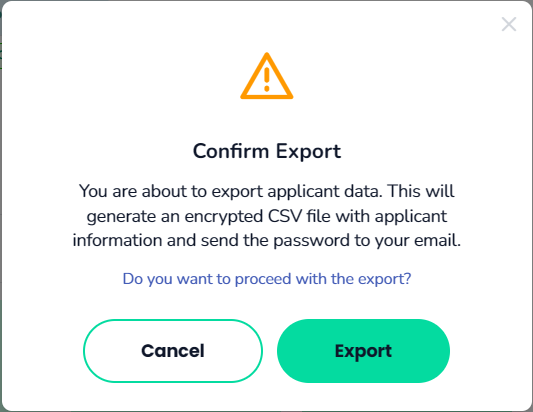 Confirm Export
You are about to export applicant data. This will
generate an encrypted CSV file with applicant
information and send the password to your email.
Do you want to proceed with the export?
Cancel
Export